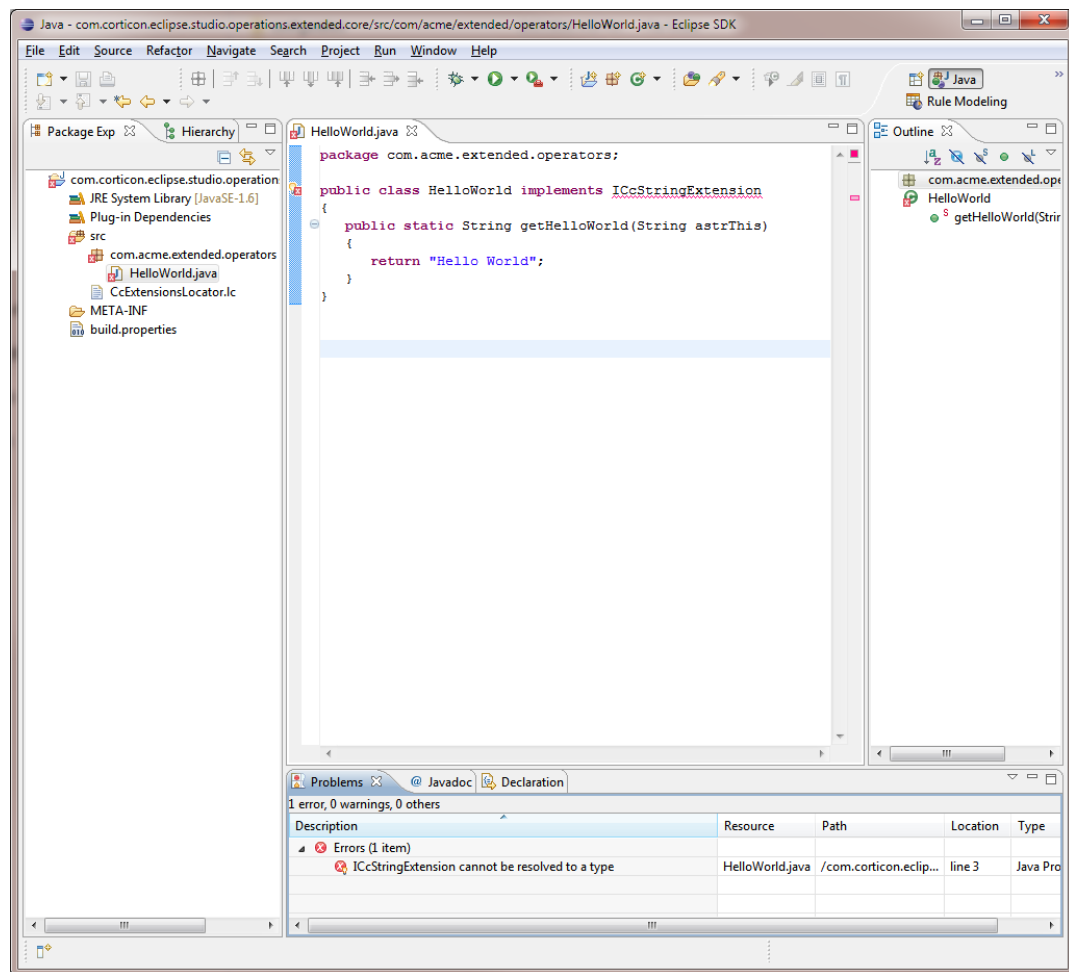 Java - com.corticon.eclipse.studio.operations.extended.core/src/com/acme/extended/operators/HelloWorld.java - Eclipse SDK
File Edit Source Refactor Navigate Search Project Run Window Help
Java
Rule Modeling
Package Exp
Hierarchy
com.corticon.eclipse.studio.operation
JRE System Library [JavaSE-1.6]
Plug-in Dependencies
src
com.acme.extended.operators
HelloWorld.java
CcExtensionsLocator.lc
META-INF
build.properties
HelloWorld.java
package com.acme.extended.operators;
public class HelloWorld implements ICcStringExtension
{
public static String getHelloWorld(String astrThis)
{
return "Hello World";
}
}
Outline
com.acme.extended.ope
HelloWorld
S getHelloWorld(Strir
Problems @ Javadoc Declaration
1 error, 0 warnings, 0 others
Description Resource Path Location Type
Errors (1 item)
ICcStringExtension cannot be resolved to a type HelloWorld.java /com.corticon.eclip... line 3 Java Pro